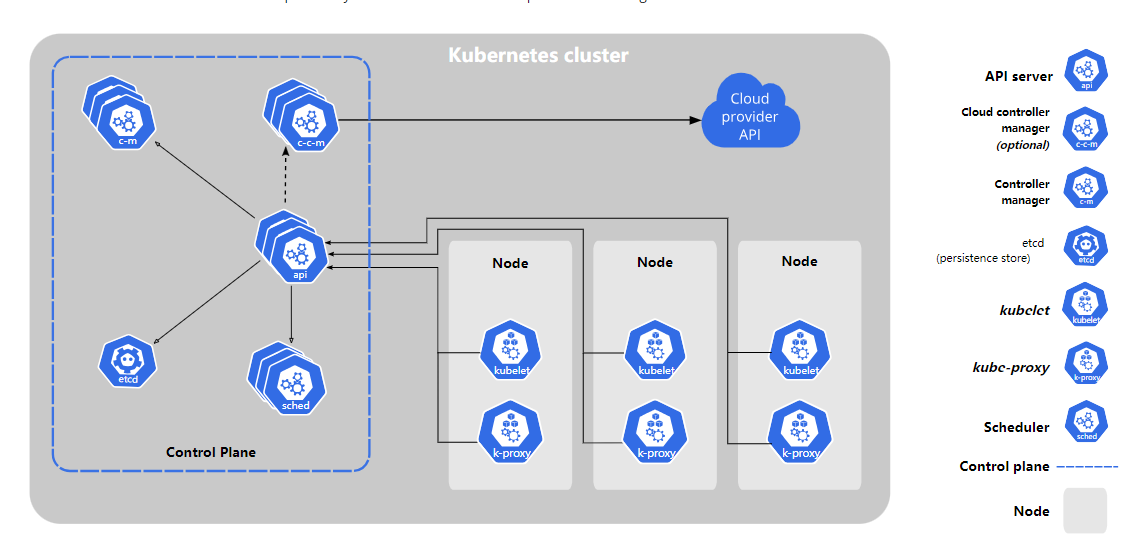 Kubernetes cluster
c-m
c-c-m
Cloud
provider
API
api
etcd
sched
Control Plane
Node
kubelet
k-proxy
Node
kubelet
k-proxy
Node
kubelet
k-proxy
API server
api
Cloud controller
manager
(optional)
c-c-m
Controller
manager
c-m
etcd
(persistence store)
etcd
kubelet
kubelet
kube-proxy
k-proxy
Scheduler
sched
Control plane
Node